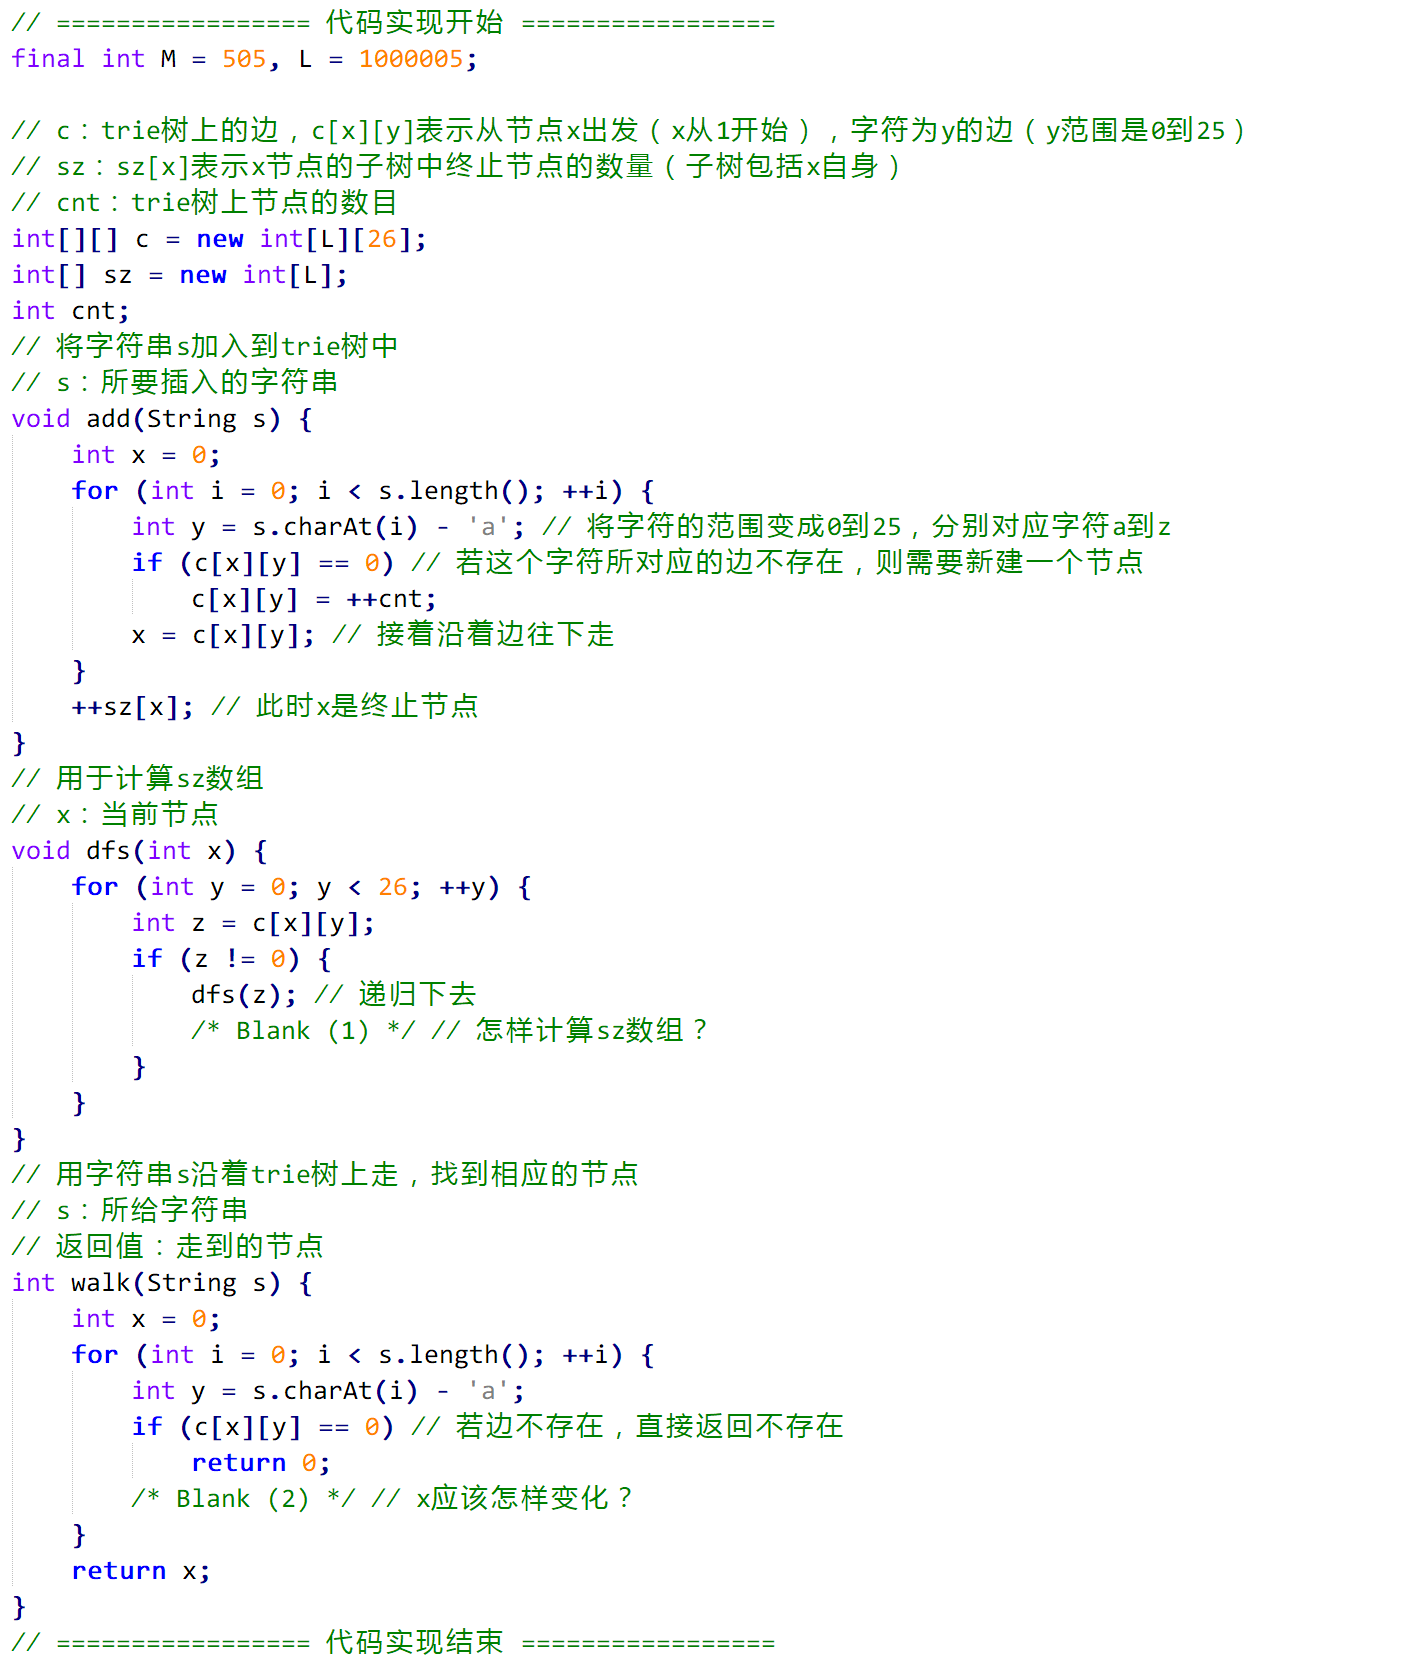 // ================= 代码实现开始 =================
final int M = 505, L = 1000005;

// c：trie树上的边，c[x][y]表示从节点x出发（x从1开始），字符为y的边（y范围是0到25）
// sz：sz[x]表示x节点的子树中终止节点的数量（子树包括x自身）
// cnt：trie树上节点的数目
int[][] c = new int[L][26];
int[] sz = new int[L];
int cnt;
// 将字符串s加入到trie树中
// s：所要插入的字符串
void add(String s) {
    int x = 0;
    for (int i = 0; i < s.length(); ++i) {
        int y = s.charAt(i) - 'a'; // 将字符的范围变成0到25，分别对应字符a到z
        if (c[x][y] == 0) // 若这个字符所对应的边不存在，则需要新建一个节点
            c[x][y] = ++cnt;
        x = c[x][y]; // 接着沿着边往下走
    }
    ++sz[x]; // 此时x是终止节点
}
// 用于计算sz数组
// x：当前节点
void dfs(int x) {
    for (int y = 0; y < 26; ++y) {
        int z = c[x][y];
        if (z != 0) {
            dfs(z); // 递归下去
            /* Blank (1) */ // 怎样计算sz数组？
        }
    }
}
// 用字符串s沿着trie树上走，找到相应的节点
// s：所给字符串
// 返回值：走到的节点
int walk(String s) {
    int x = 0;
    for (int i = 0; i < s.length(); ++i) {
        int y = s.charAt(i) - 'a';
        if (c[x][y] == 0) // 若边不存在，直接返回不存在
            return 0;
        /* Blank (2) */ // x应该怎样变化？
    }
    return x;
}
// ================= 代码实现结束 =================